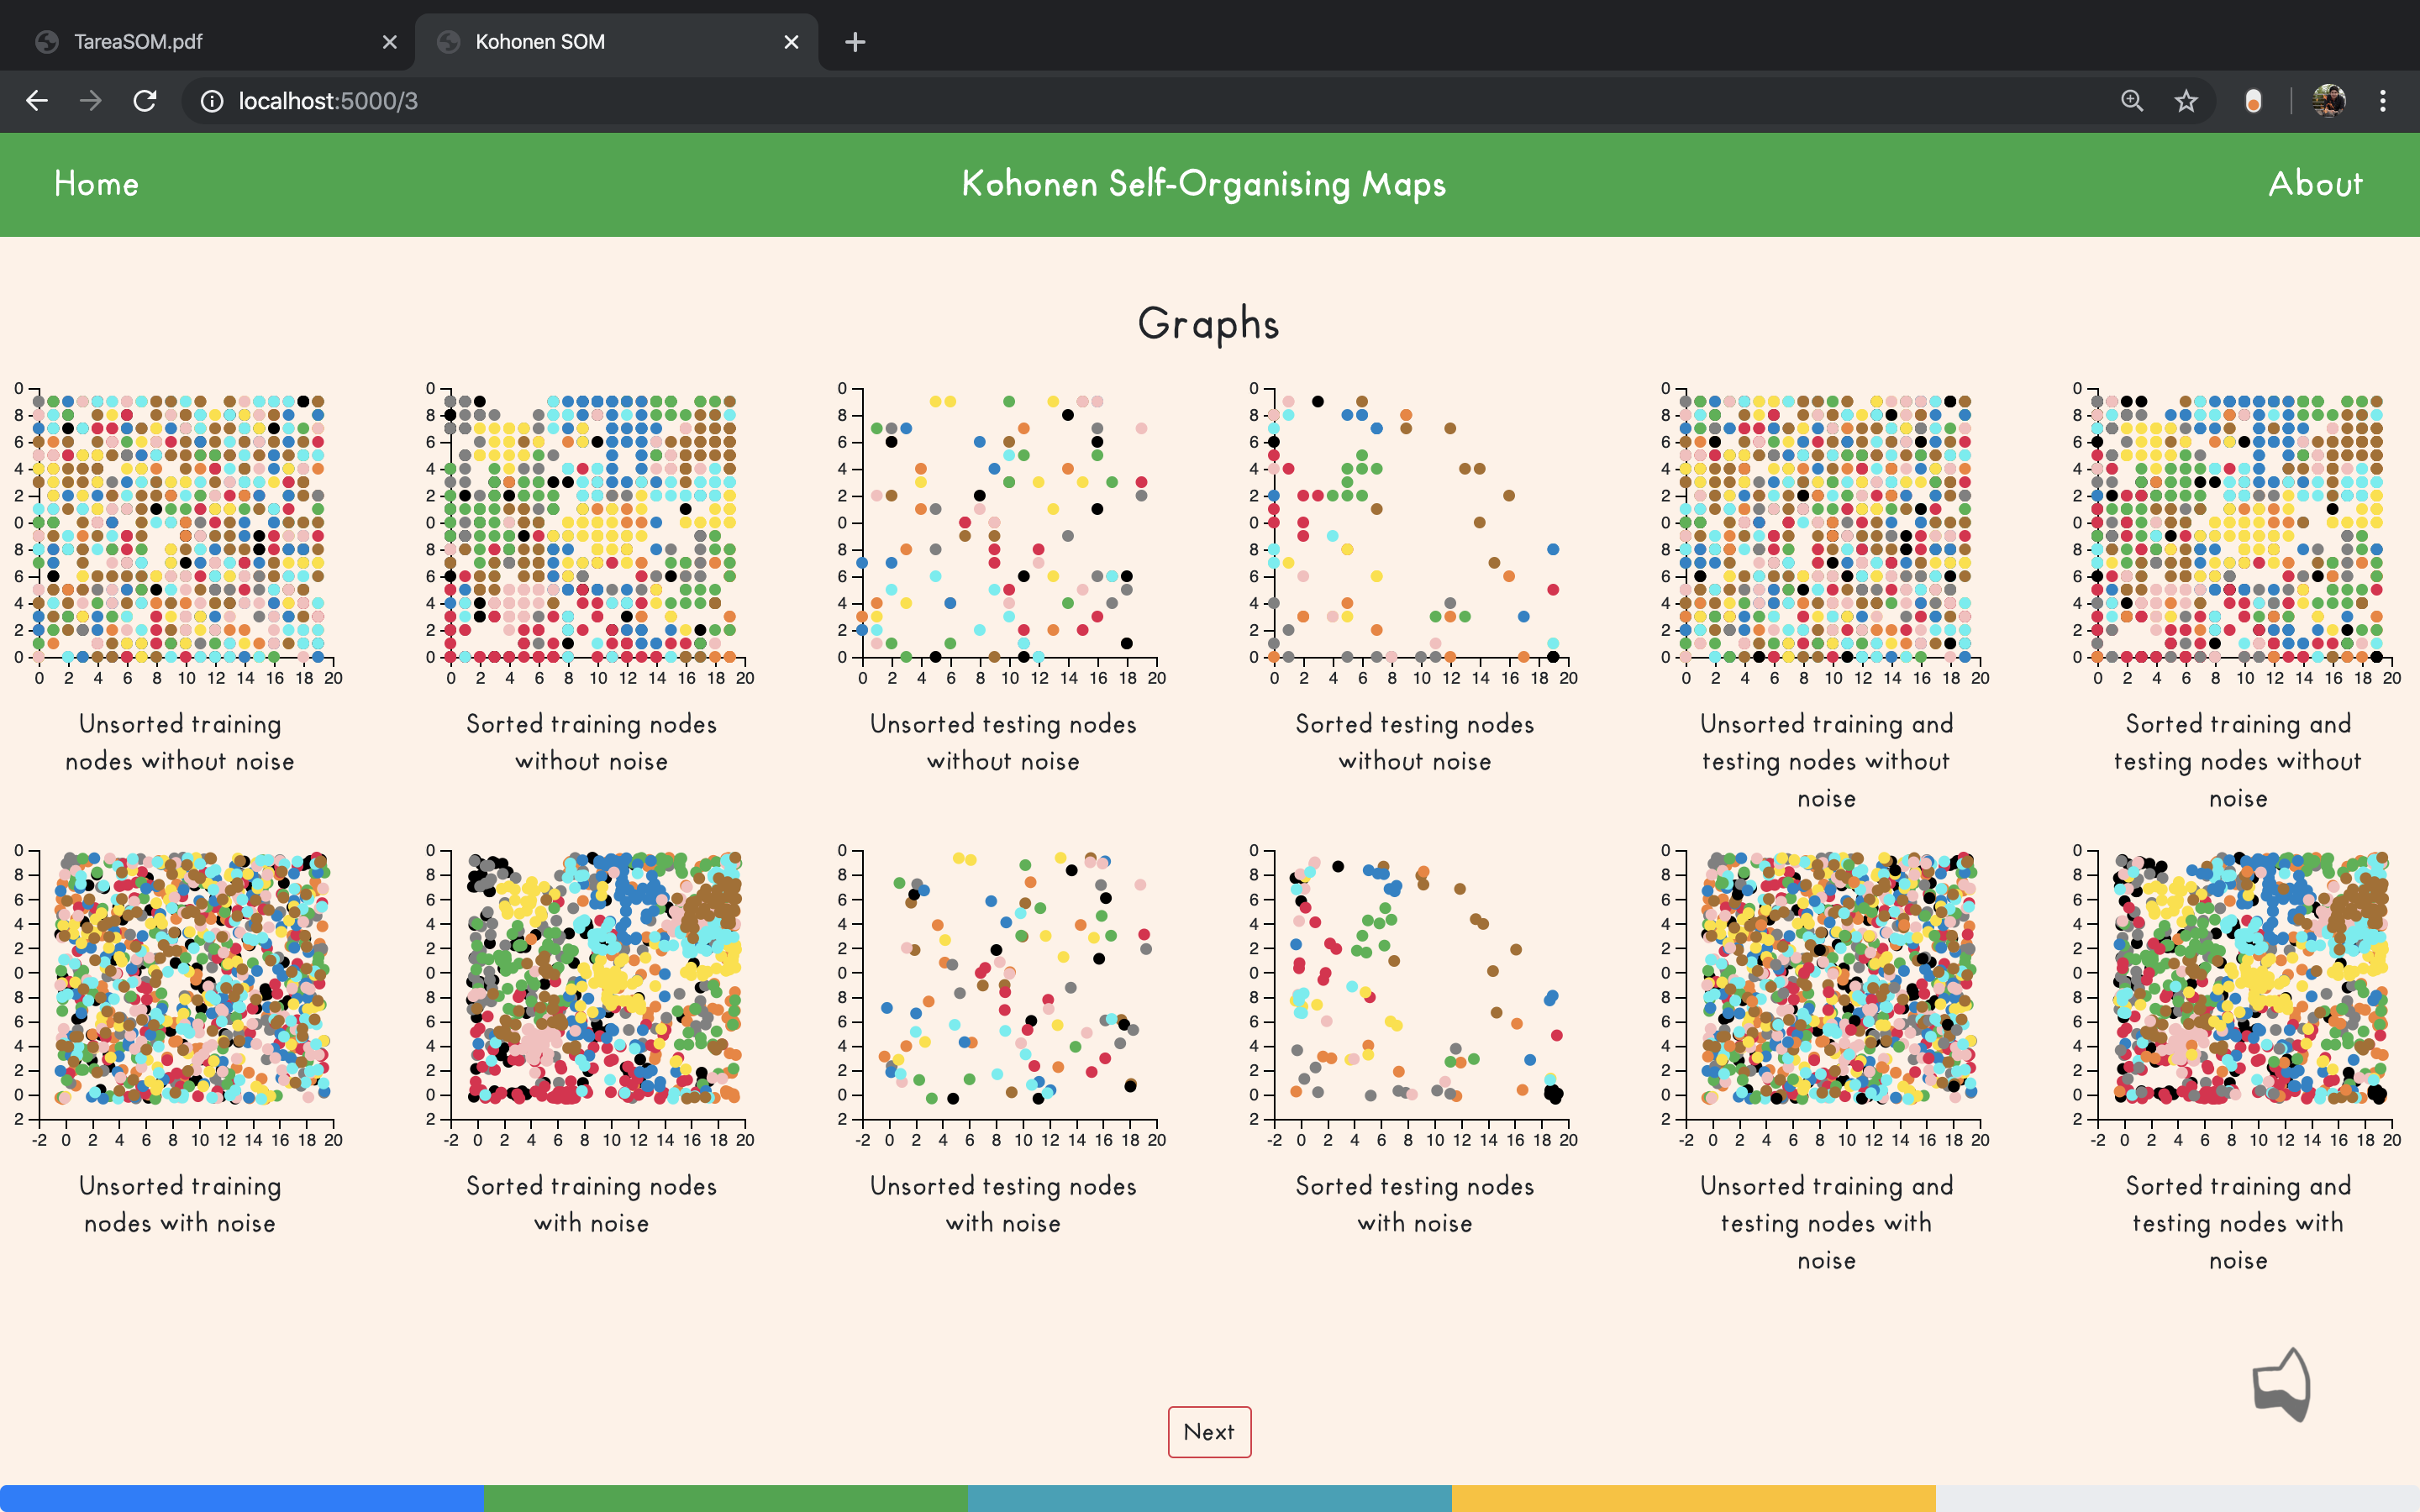 TareaSOM.pdf
Kohonen SOM
localhost:5000/3
Home
Kohonen Self-Organising Maps
About
Graphs
0
8
6
4
2
0
8
6
4
2
0
0 2 4 6 8 10 12 14 16 18 20
Unsorted training
nodes without noise
0
8
6
4
2
0
8
6
4
2
0
0 2 4 6 8 10 12 14 16 18 20
Sorted training nodes
without noise
0
8
6
4
2
0
8
6
4
2
0
0 2 4 6 8 10 12 14 16 18 20
Unsorted testing nodes
without noise
0
8
6
4
2
0
8
6
4
2
0
0 2 4 6 8 10 12 14 16 18 20
Sorted testing nodes
without noise
0
8
6
4
2
0
8
6
4
2
0
0 2 4 6 8 10 12 14 16 18 20
Unsorted training and
testing nodes without
noise
0
8
6
4
2
0
8
6
4
2
0
0 2 4 6 8 10 12 14 16 18 20
Sorted training and
testing nodes without
noise
0
8
6
4
2
0
8
6
4
2
0
2
-2 0 2 4 6 8 10 12 14 16 18 20
Unsorted training
nodes with noise
0
8
6
4
2
0
8
6
4
2
0
2
-2 0 2 4 6 8 10 12 14 16 18 20
Sorted training nodes
with noise
0
8
6
4
2
0
8
6
4
2
0
2
-2 0 2 4 6 8 10 12 14 16 18 20
Unsorted testing nodes
with noise
0
8
6
4
2
0
8
6
4
2
0
2
-2 0 2 4 6 8 10 12 14 16 18 20
Sorted testing nodes
with noise
0
8
6
4
2
0
8
6
4
2
0
2
-2 0 2 4 6 8 10 12 14 16 18 20
Unsorted training and
testing nodes with
noise
0
8
6
4
2
0
8
6
4
2
0
2
-2 0 2 4 6 8 10 12 14 16 18 20
Sorted training and
testing nodes with
noise
Next